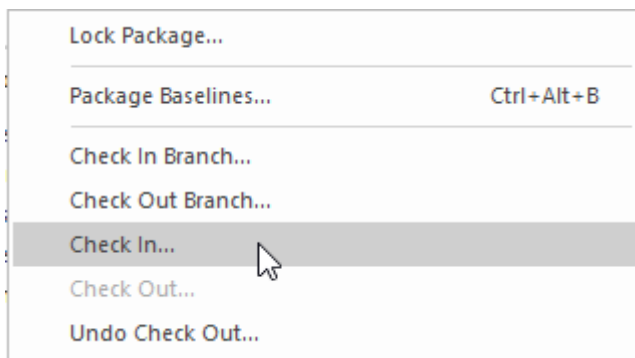 Lock Package...
Package Baselines... Ctrl+Alt+B
Check In Branch...
Check Out Branch...
Check In...
Check Out...
Undo Check Out...